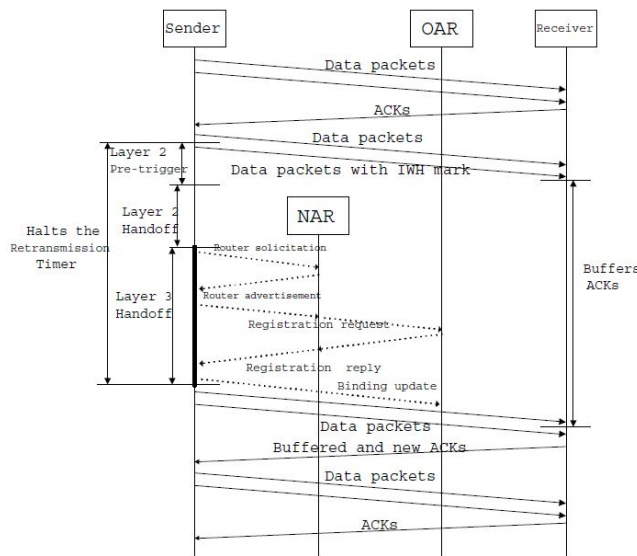 Sender
OAR
Receiver
Data packets
ACKs
Data packets
Layer 2
Pre-trigger
Data packets with IWH mark
Layer 2
Handoff
NAR
Halts the
Retransmission
Timer
Router solicitation
Buffers
ACKs
Layer 3
Handoff
Router advertisement
Registration request
Registration reply
Binding update
Data packets
Buffered and new ACKs
Data packets
ACKs